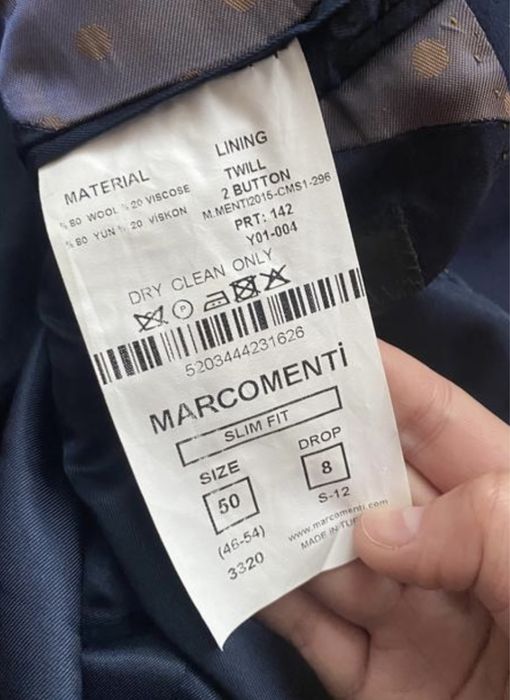 MATERIAL
% 80 WOOL % 20 VISCOSE
% 80 YUN % 20 VİSKON
LINING
TWILL
2 BUTTON
M.MENTI2015-CMS1-296
PRT: 142
Y01-004
DRY CLEAN ONLY
P
5203444231626
MARCOMENTİ
SLIM FIT
SIZE
50
(46-54)
3320
DROP
8
S-12
www.marcomenti.com
MADE IN